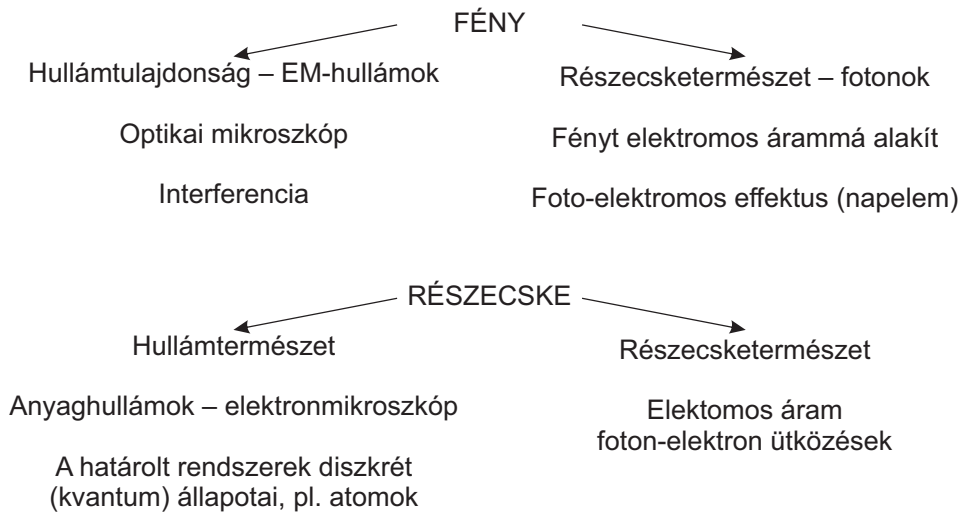 FÉNY
Hullámtulajdonság – EM-hullámok
Optikai mikroszkóp
Interferencia
Részecsketermészet – fotonok
Fényt elektromos árammá alakít
Foto-elektromos effektus (napelem)
RÉSZECSKE
Hullámtermészet
Anyaghullámok – elektronmikroszkóp
A határolt rendszerek diszkrét
(kvantum) állapotai, pl. atomok
Részecsketermészet
Elektomos áram
foton-elektron ütközések